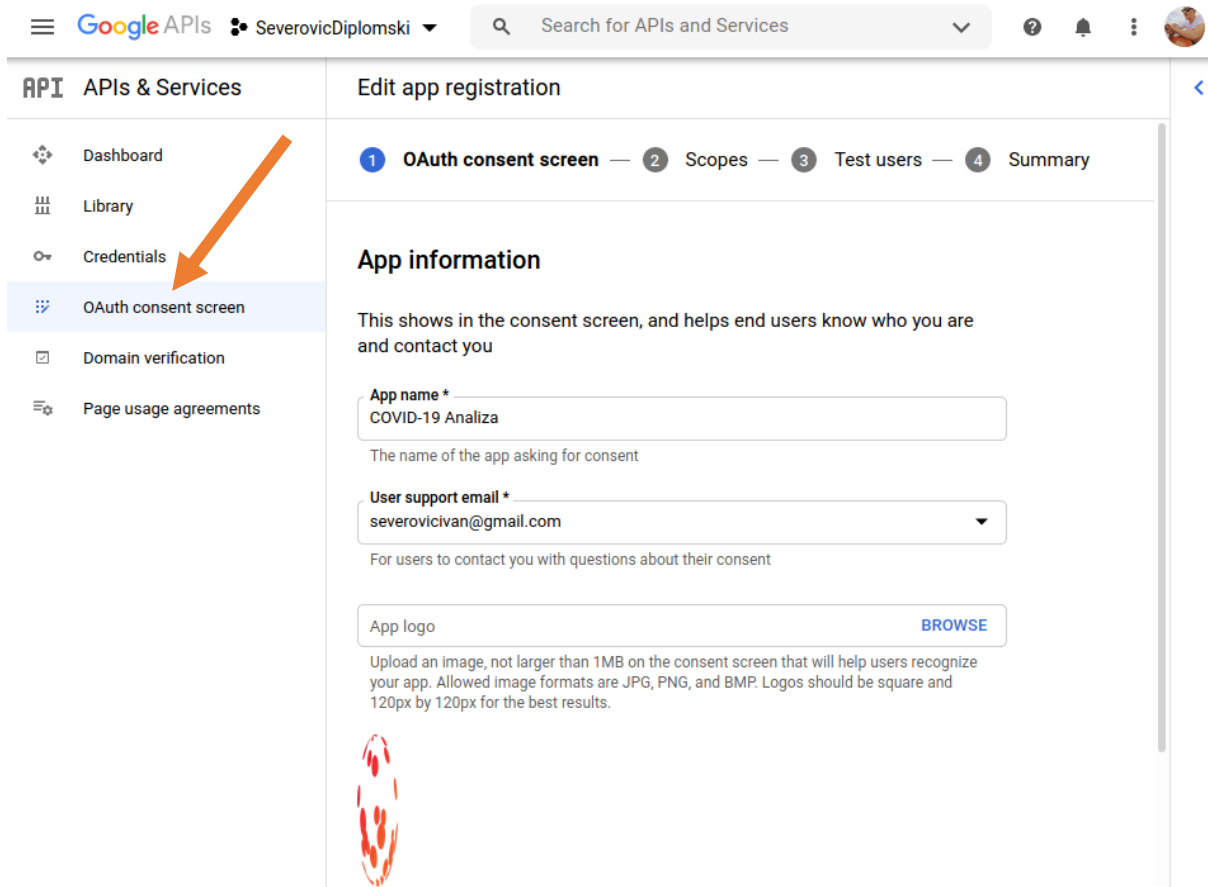 Google APIs SeverovicDiplomski Search for APIs and Services
API APIs & Services
Edit app registration
Dashboard
Library
Credentials
OAuth consent screen
Domain verification
Page usage agreements
1 OAuth consent screen — 2 Scopes — 3 Test users — 4 Summary
App information
This shows in the consent screen, and helps end users know who you are
and contact you
App name *
COVID-19 Analiza
The name of the app asking for consent
User support email *
severovicivan@gmail.com
For users to contact you with questions about their consent
App logo BROWSE
Upload an image, not larger than 1MB on the consent screen that will help users recognize
your app. Allowed image formats are JPG, PNG, and BMP. Logos should be square and
120px by 120px for the best results.